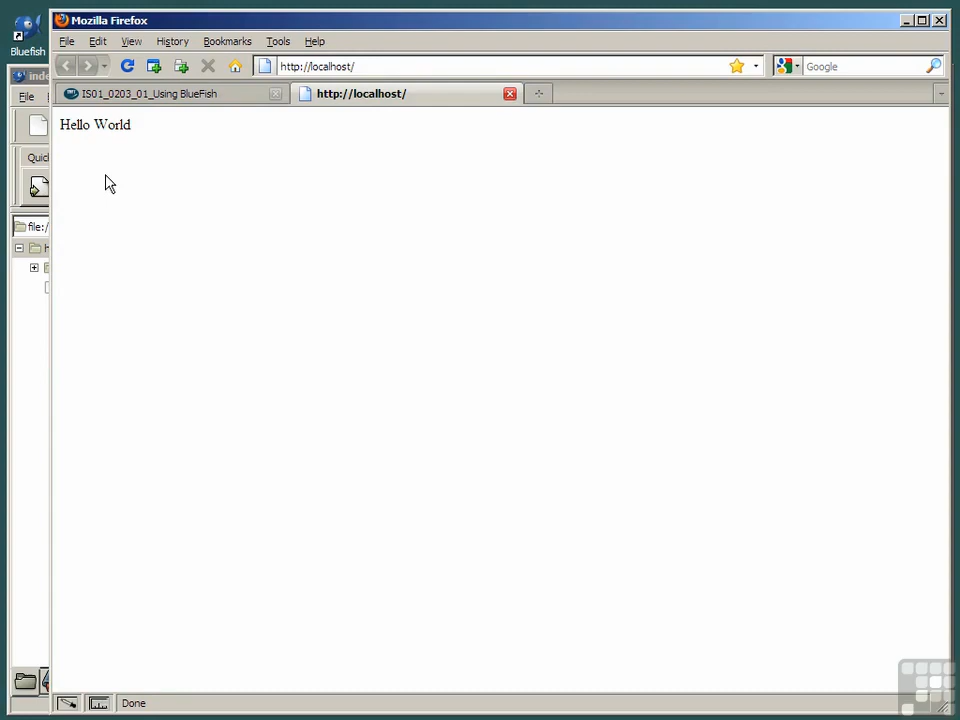 Mozilla Firefox
Bluefish
File Edit View History Bookmarks Tools Help
http://localhost/
Google
IS01_0203_01_Using BlueFish
http://localhost/
Hello World
inde
File
Quic
file:/
Done